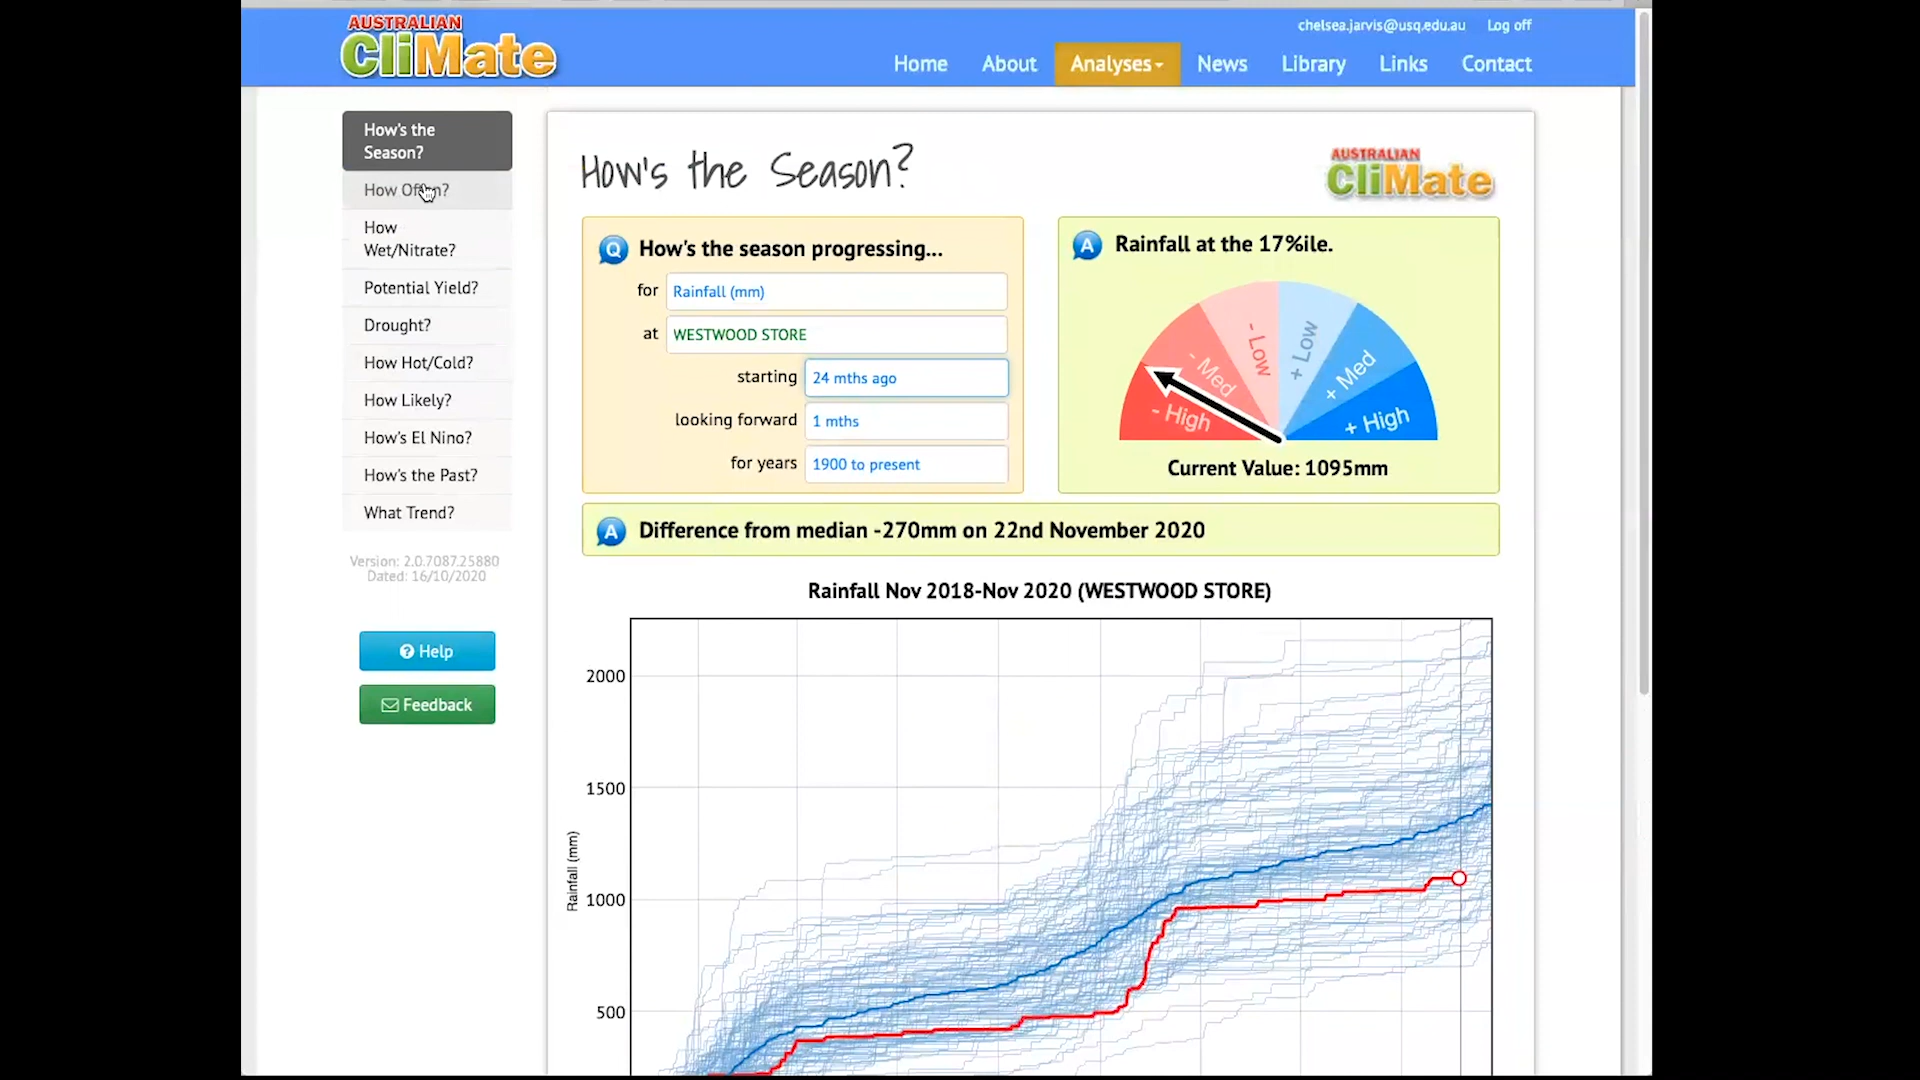 AUSTRALIAN
CliMate
chelsea.jarvis@usq.edu.au Log off
Home About Analyses News Library Links Contact
How's the
Season?
How Often?
How
Wet/Nitrate?
Potential Yield?
Drought?
How Hot/Cold?
How Likely?
How's El Nino?
How's the Past?
What Trend?
Version: 2.0.7087.25880
Dated: 16/10/2020
Help
Feedback
How's the Season?
AUSTRALIAN
CliMate
Q How's the season progressing...
for Rainfall (mm)
at WESTWOOD STORE
starting 24 mths ago
looking forward 1 mths
for years 1900 to present
A Rainfall at the 17%ile.
- High
- Med
- Low
+ Low
+ Med
+ High
Current Value: 1095mm
A Difference from median -270mm on 22nd November 2020
Rainfall Nov 2018-Nov 2020 (WESTWOOD STORE)
Rainfall (mm)
2000
1500
1000
500